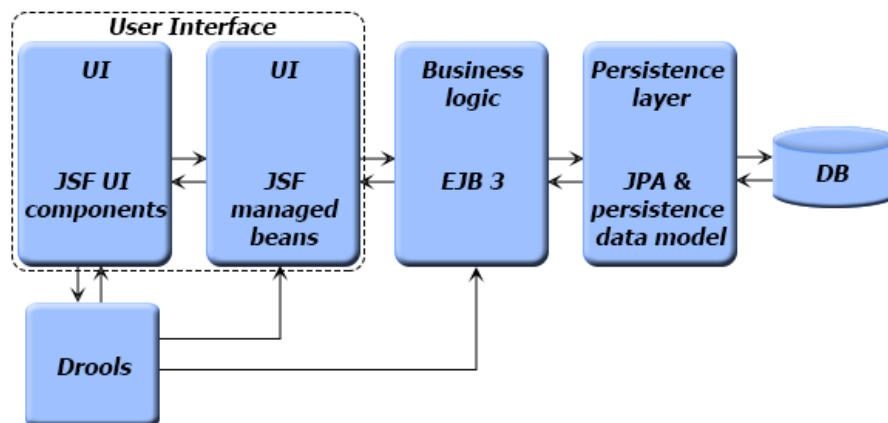 User Interface
UI
JSF UI
components
UI
JSF
managed
beans
Business
logic
EJB 3
Persistence
layer
JPA &
persistence
data model
DB
Drools